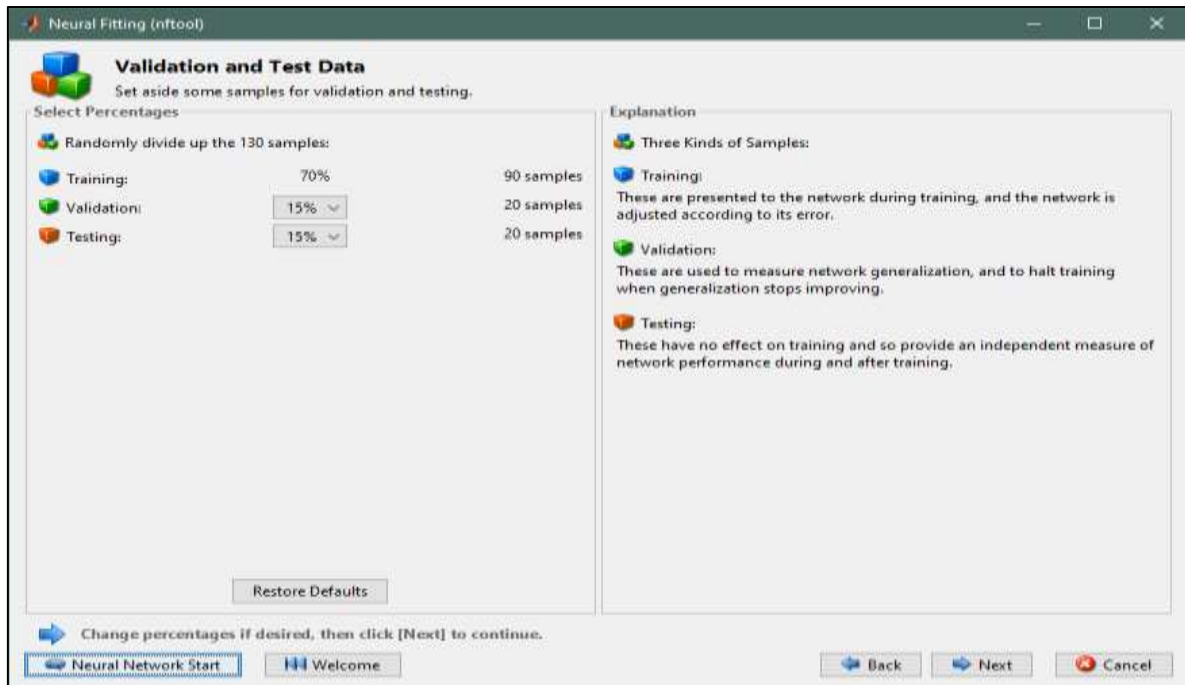 Neural Fitting (nftool)
Validation and Test Data
Set aside some samples for validation and testing.
Select Percentages
Randomly divide up the 130 samples:
Training: 70% 90 samples
Validation: 15% 20 samples
Testing: 15% 20 samples
Restore Defaults
Explanation
Three Kinds of Samples:
Training:
These are presented to the network during training, and the network is
adjusted according to its error.
Validation:
These are used to measure network generalization, and to halt training
when generalization stops improving.
Testing:
These have no effect on training and so provide an independent measure of
network performance during and after training.
Change percentages if desired, then click [Next] to continue.
Neural Network Start Welcome Back Next Cancel